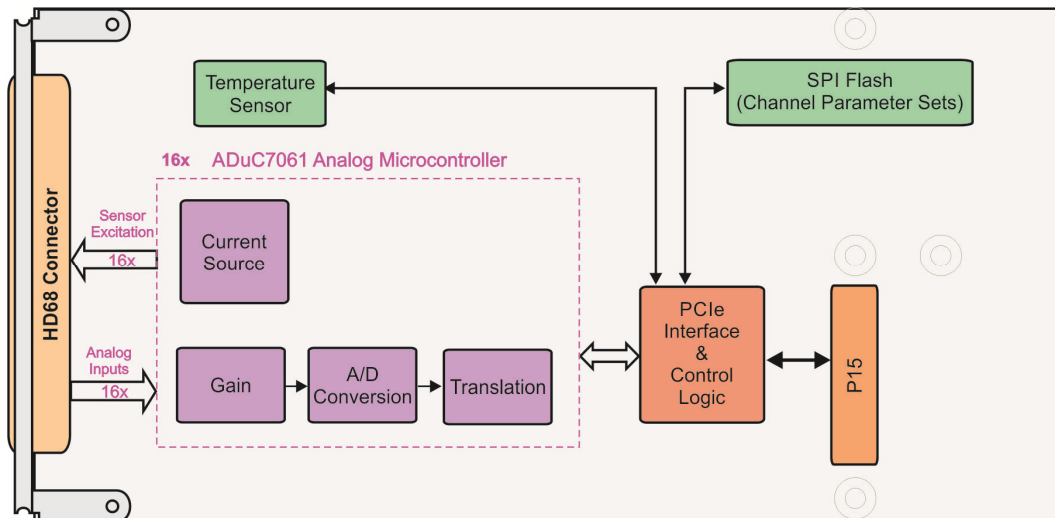 Temperature
Sensor
SPI Flash
(Channel Parameter Sets)
16x ADuC7061 Analog Microcontroller
HD68 Connector
Sensor
Excitation
16x
Current
Source
Analog
Inputs
16x
Gain
A/D
Conversion
Translation
PCIe
Interface
&
Control
Logic
P15